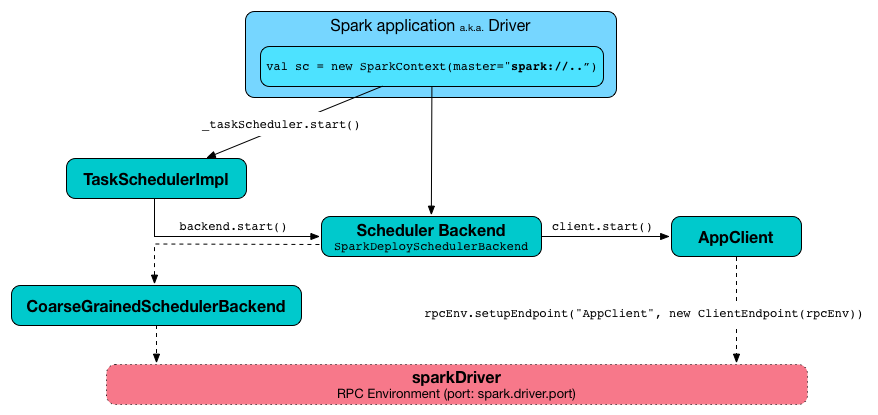 Spark application a.k.a. Driver
val sc = new SparkContext(master="spark://..")
_taskScheduler.start()
TaskSchedulerImpl
backend.start()
Scheduler Backend
SparkDeploySchedulerBackend
client.start()
AppClient
CoarseGrainedSchedulerBackend
rpcEnv.setupEndpoint("AppClient", new ClientEndpoint(rpcEnv))
sparkDriver
RPC Environment (port: spark.driver.port)